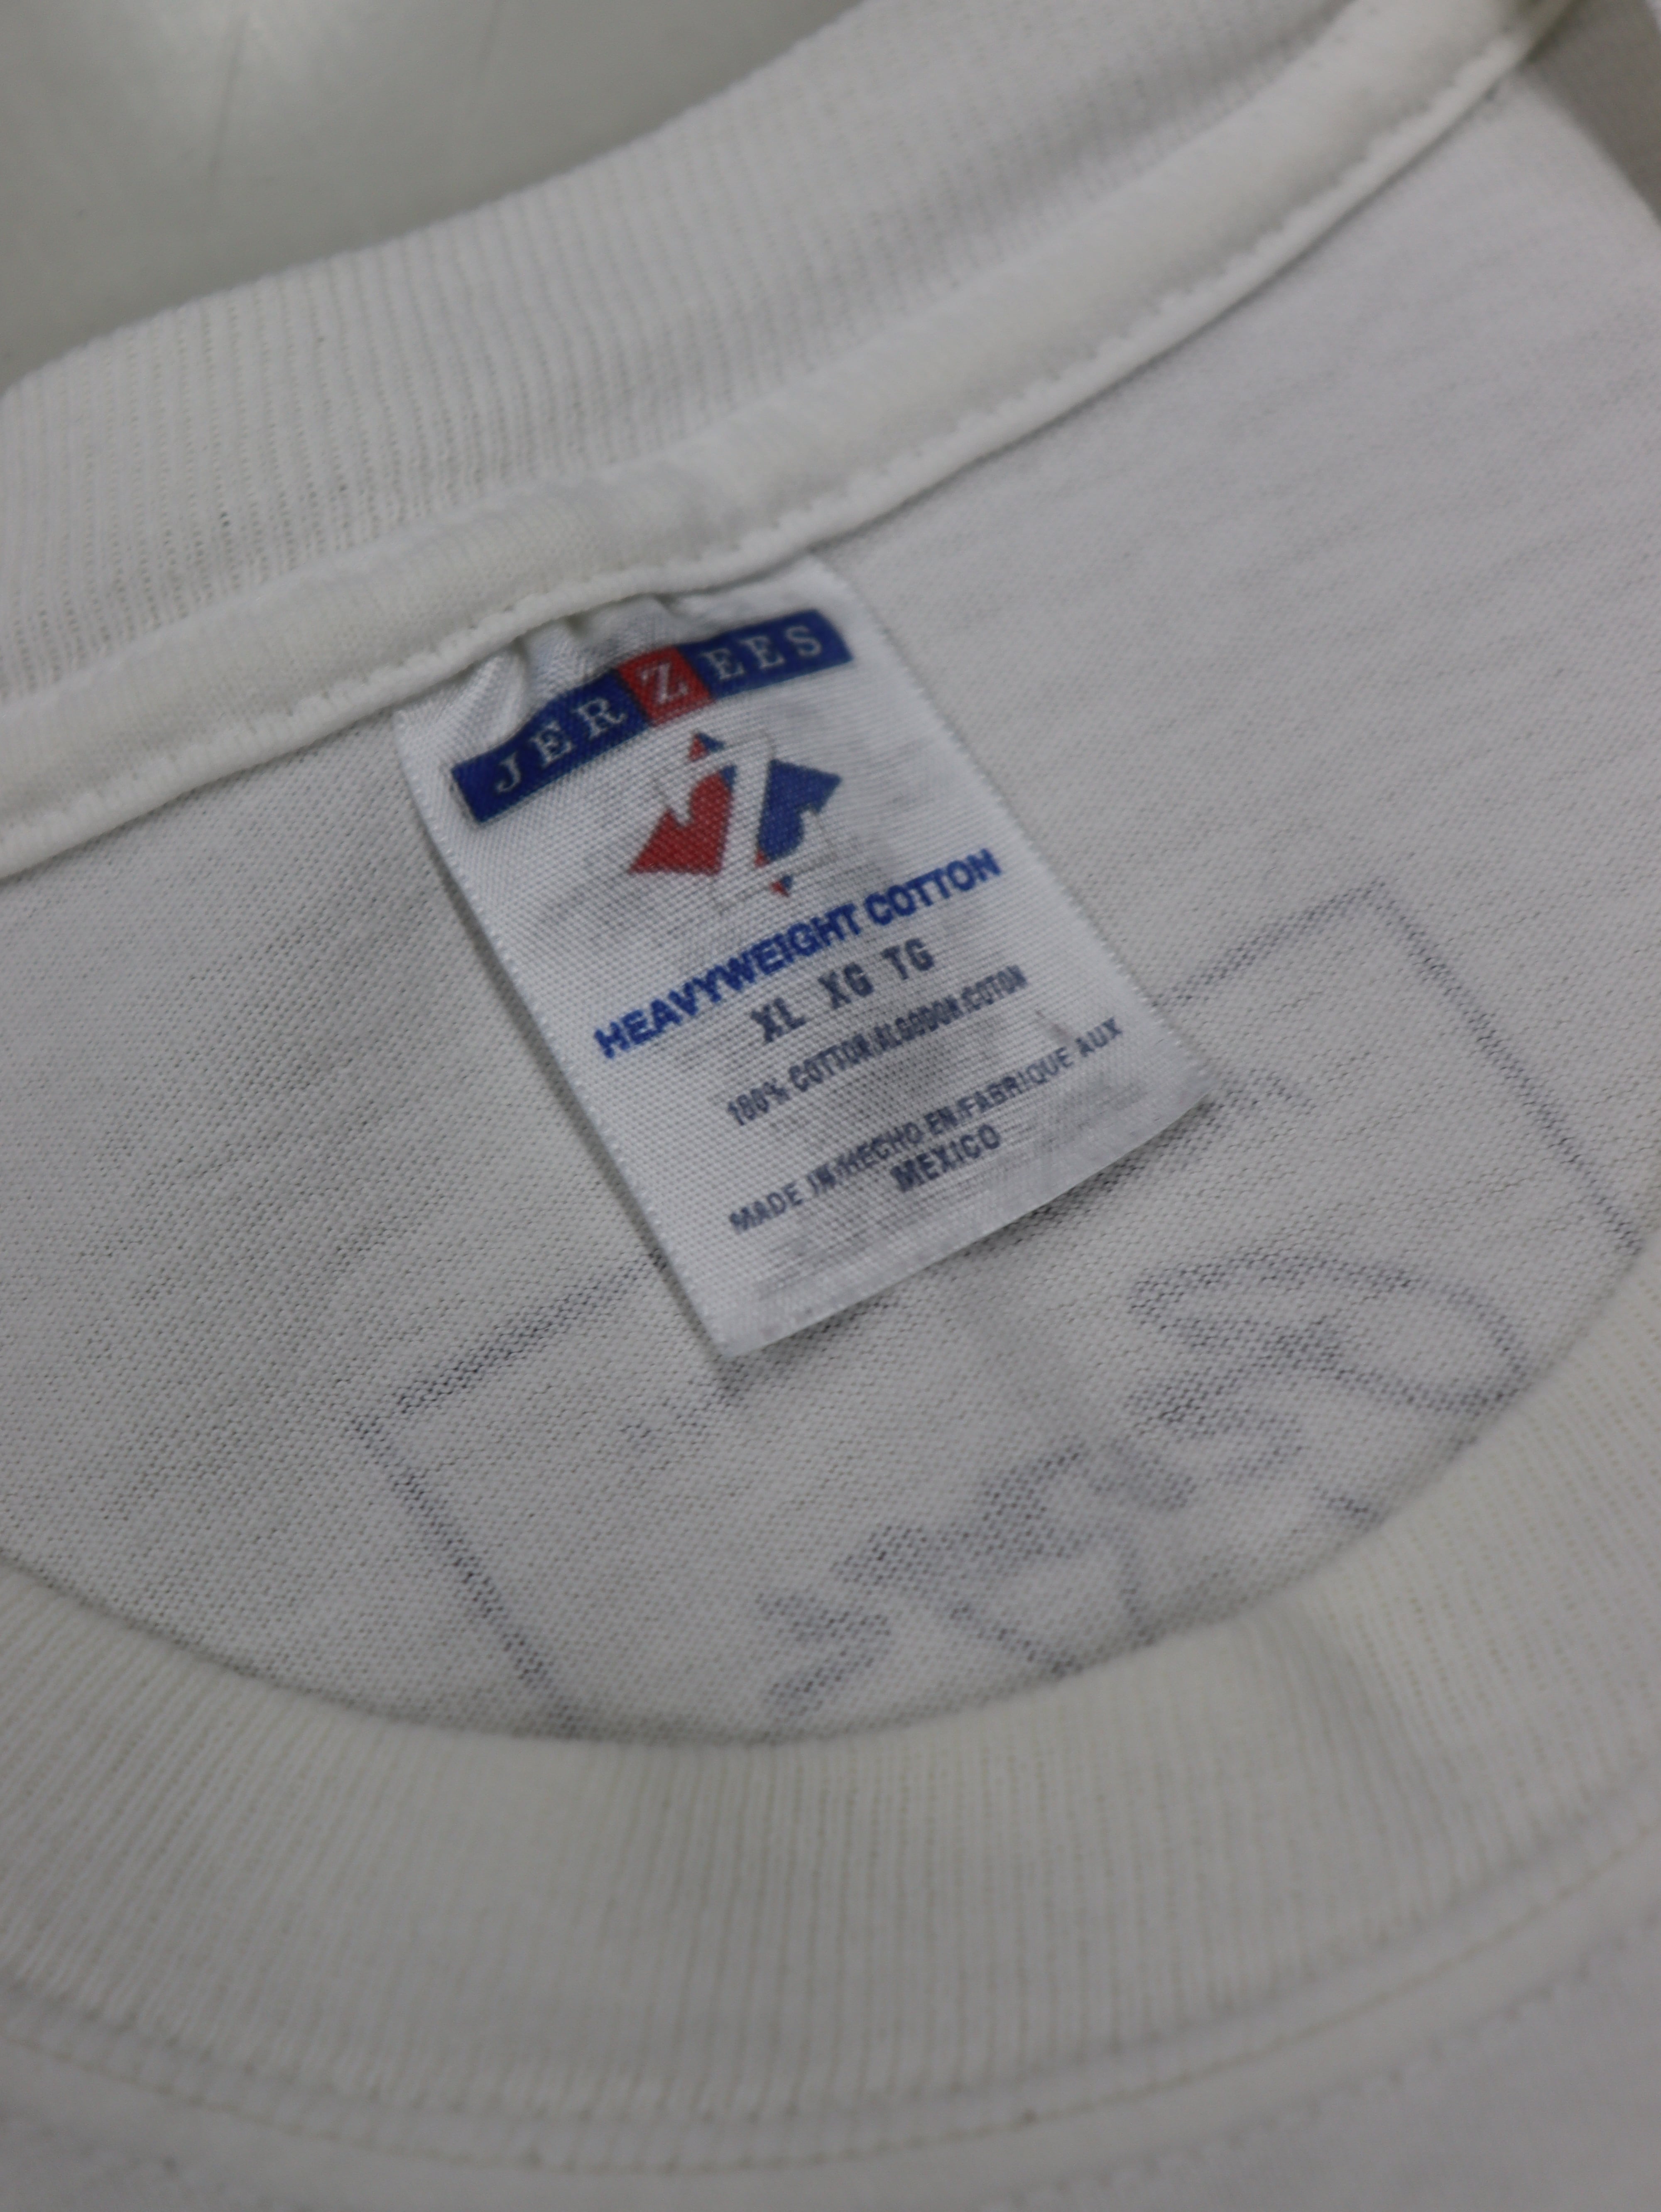 JERZEES
HEAVYWEIGHT COTTON
XL XG TG
100% COTTON/ALGODON/COTON
MADE IN/HECHO EN/FABRIQUE AUX
MEXICO